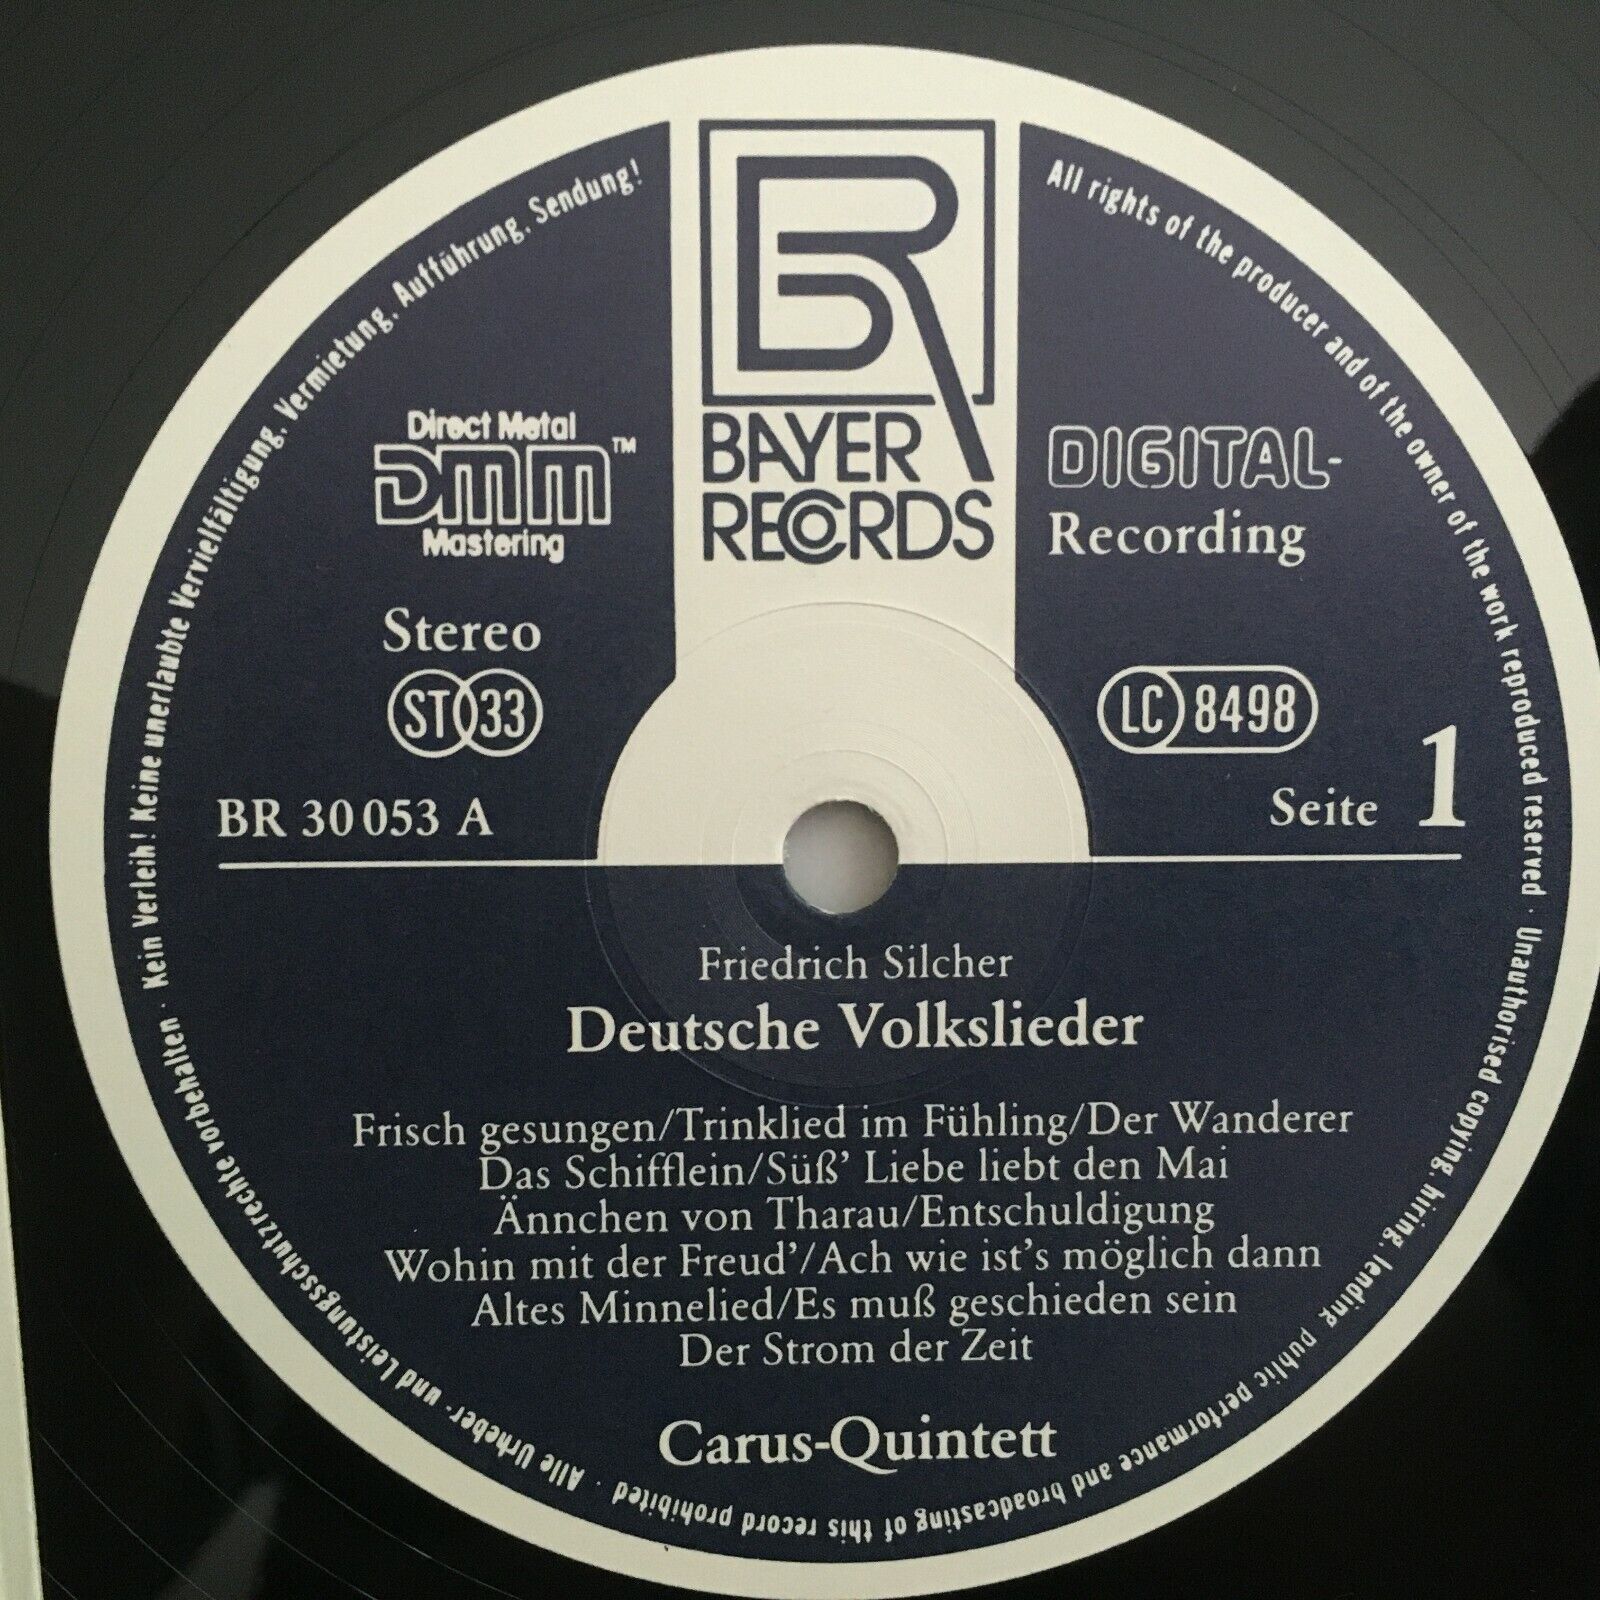 BR
BAYER
RECORDS
Direct Metal
DMM™
Mastering
DIGITAL-
Recording
Stereo
ST 33
LC 8498
BR 30 053 A
Seite 1
Friedrich Silcher
Deutsche Volkslieder
Frisch gesungen/Trinklied im Fühling/Der Wanderer
Das Schifflein/Süß’ Liebe liebt den Mai
Ännchen von Tharau/Entschuldigung
Wohin mit der Freud’/Ach wie ist’s möglich dann
Altes Minnelied/Es muß geschieden sein
Der Strom der Zeit
Carus-Quintett
All rights of the producer and of the owner of the work reproduced reserved · Unauthorised copying, hiring, lending, public performance and broadcasting of this record prohibited · Alle Urheber- und Leistungsschutzrechte vorbehalten · Kein Verleih! Keine unerlaubte Vervielfältigung, Vermietung, Aufführung, Sendung!